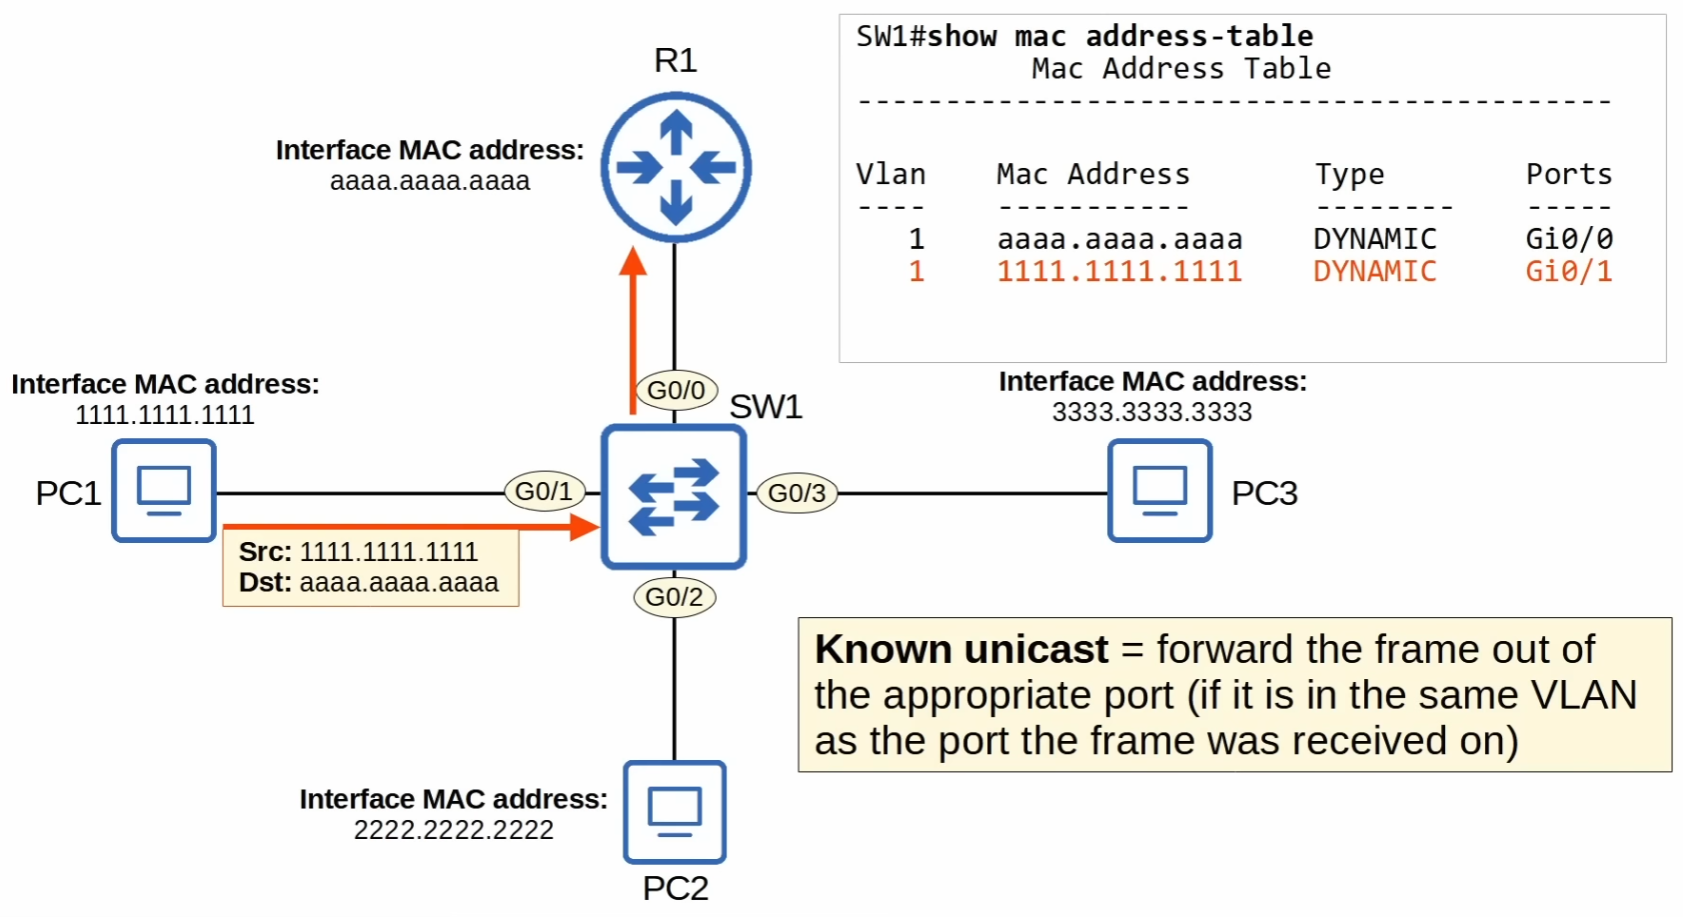 R1
Interface MAC address:
aaaa.aaaa.aaaa
SW1#show mac address-table
Mac Address Table
-------------------------------------------
Vlan Mac Address Type Ports
---- ----------- -------- -----
1 aaaa.aaaa.aaaa DYNAMIC Gi0/0
1 1111.1111.1111 DYNAMIC Gi0/1
Interface MAC address:
1111.1111.1111
PC1
G0/0
SW1
G0/1
G0/3
G0/2
Interface MAC address:
3333.3333.3333
PC3
Src: 1111.1111.1111
Dst: aaaa.aaaa.aaaa
Known unicast = forward the frame out of
the appropriate port (if it is in the same VLAN
as the port the frame was received on)
Interface MAC address:
2222.2222.2222
PC2